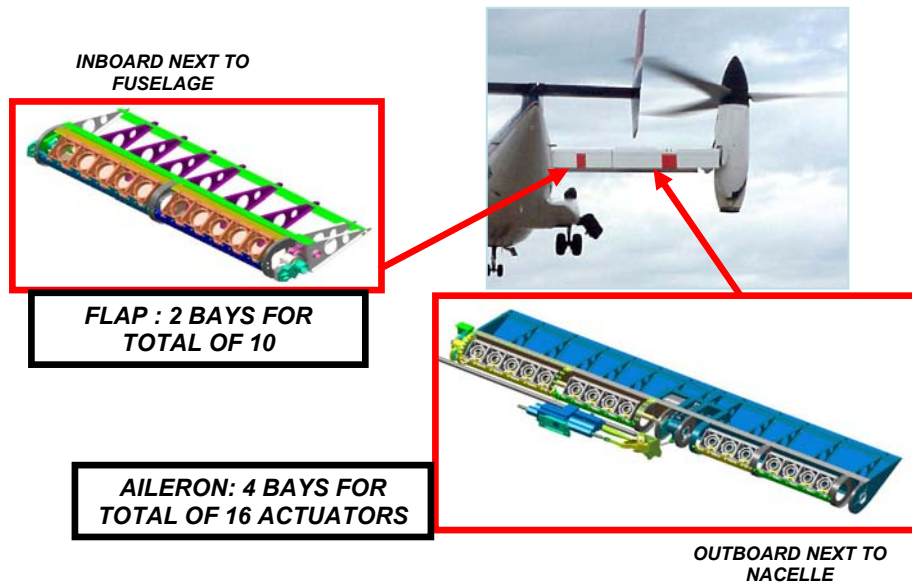 INBOARD NEXT TO
FUSELAGE
FLAP : 2 BAYS FOR
TOTAL OF 10
AILERON: 4 BAYS FOR
TOTAL OF 16 ACTUATORS
OUTBOARD NEXT TO
NACELLE